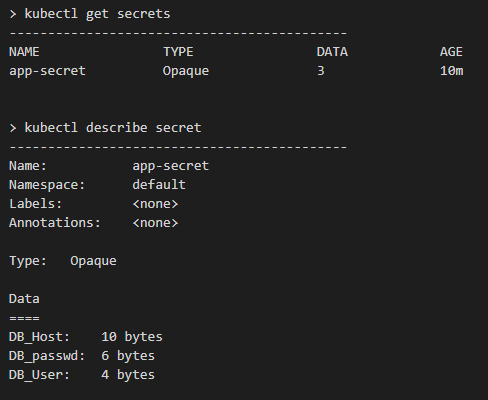 > kubectl get secrets
--------------------------------------------
NAME TYPE DATA AGE
app-secret Opaque 3 10m
> kubectl describe secret
--------------------------------------------
Name: app-secret
Namespace: default
Labels: <none>
Annotations: <none>
Type: Opaque
Data
====
DB_Host: 10 bytes
DB_passwd: 6 bytes
DB_User: 4 bytes